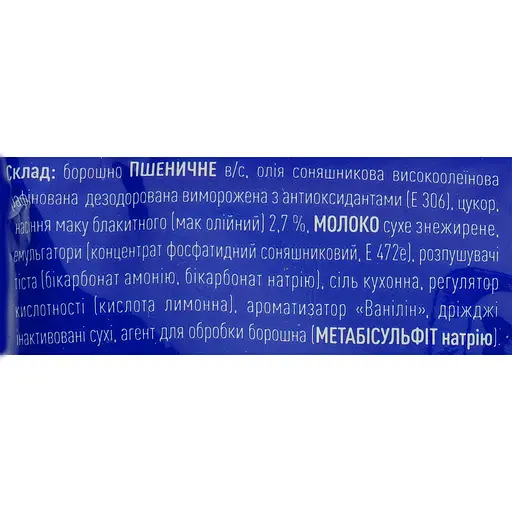 Склад: борошно ПШЕНИЧНЕ в/с, олія соняшникова високоолеїнова
рафінована дезодорована виморожена з антиоксидантами (Е 306), цукор,
насіння маку блакитного (мак олійний) 2,7 %, МОЛОКО сухе знежирене,
емульгатори (концентрат фосфатидний соняшниковий, Е 472е), розпушувачі
тіста (бікарбонат амонію, бікарбонат натрію), сіль кухонна, регулятор
кислотності (кислота лимонна), ароматизатор «Ванілін», дріжджі
інактивовані сухі, агент для обробки борошна (МЕТАБІСУЛЬФІТ натрію).